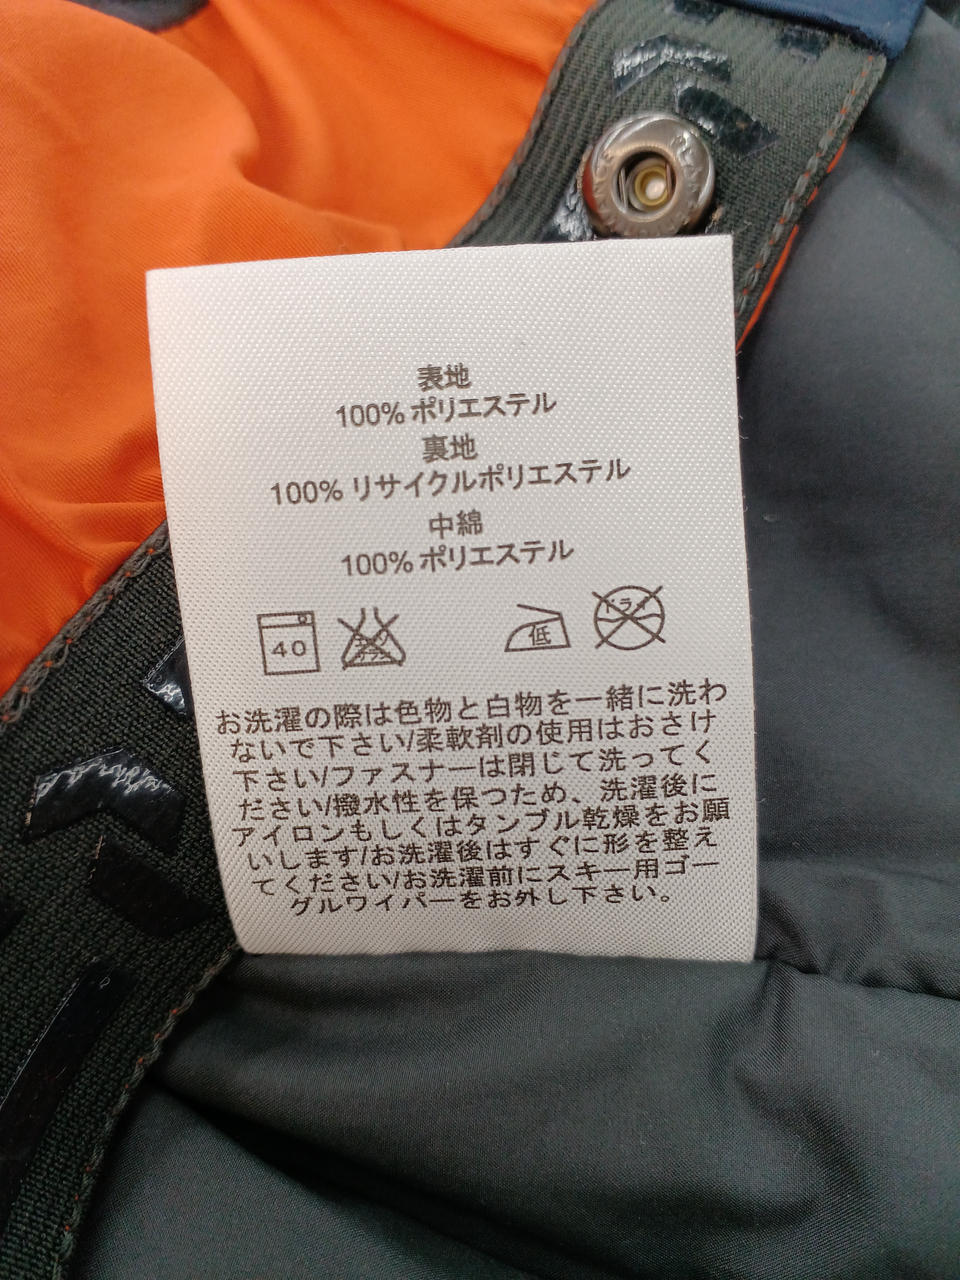 表地
100% ポリエステル
裏地
100% リサイクルポリエステル
中綿
100% ポリエステル
40 低 ドライ
お洗濯の際は色物と白物を一緒に洗わ
ないで下さい/柔軟剤の使用はおさけ
下さい/ファスナーは閉じて洗ってく
ださい/撥水性を保つため、洗濯後に
アイロンもしくはタンブル乾燥をお願
いします/お洗濯後はすぐに形を整え
てください/お洗濯前にスキー用ゴー
グルワイパーをお外し下さい。